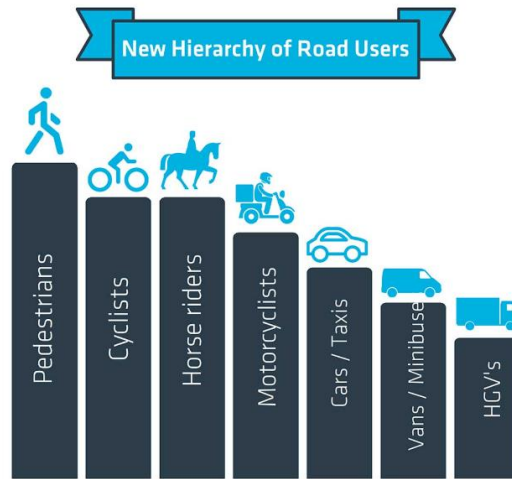 New Hierarchy of Road Users
Pedestrians
Cyclists
Horse riders
Motorcyclists
Cars / Taxis
Vans / Minibuse
HGV's